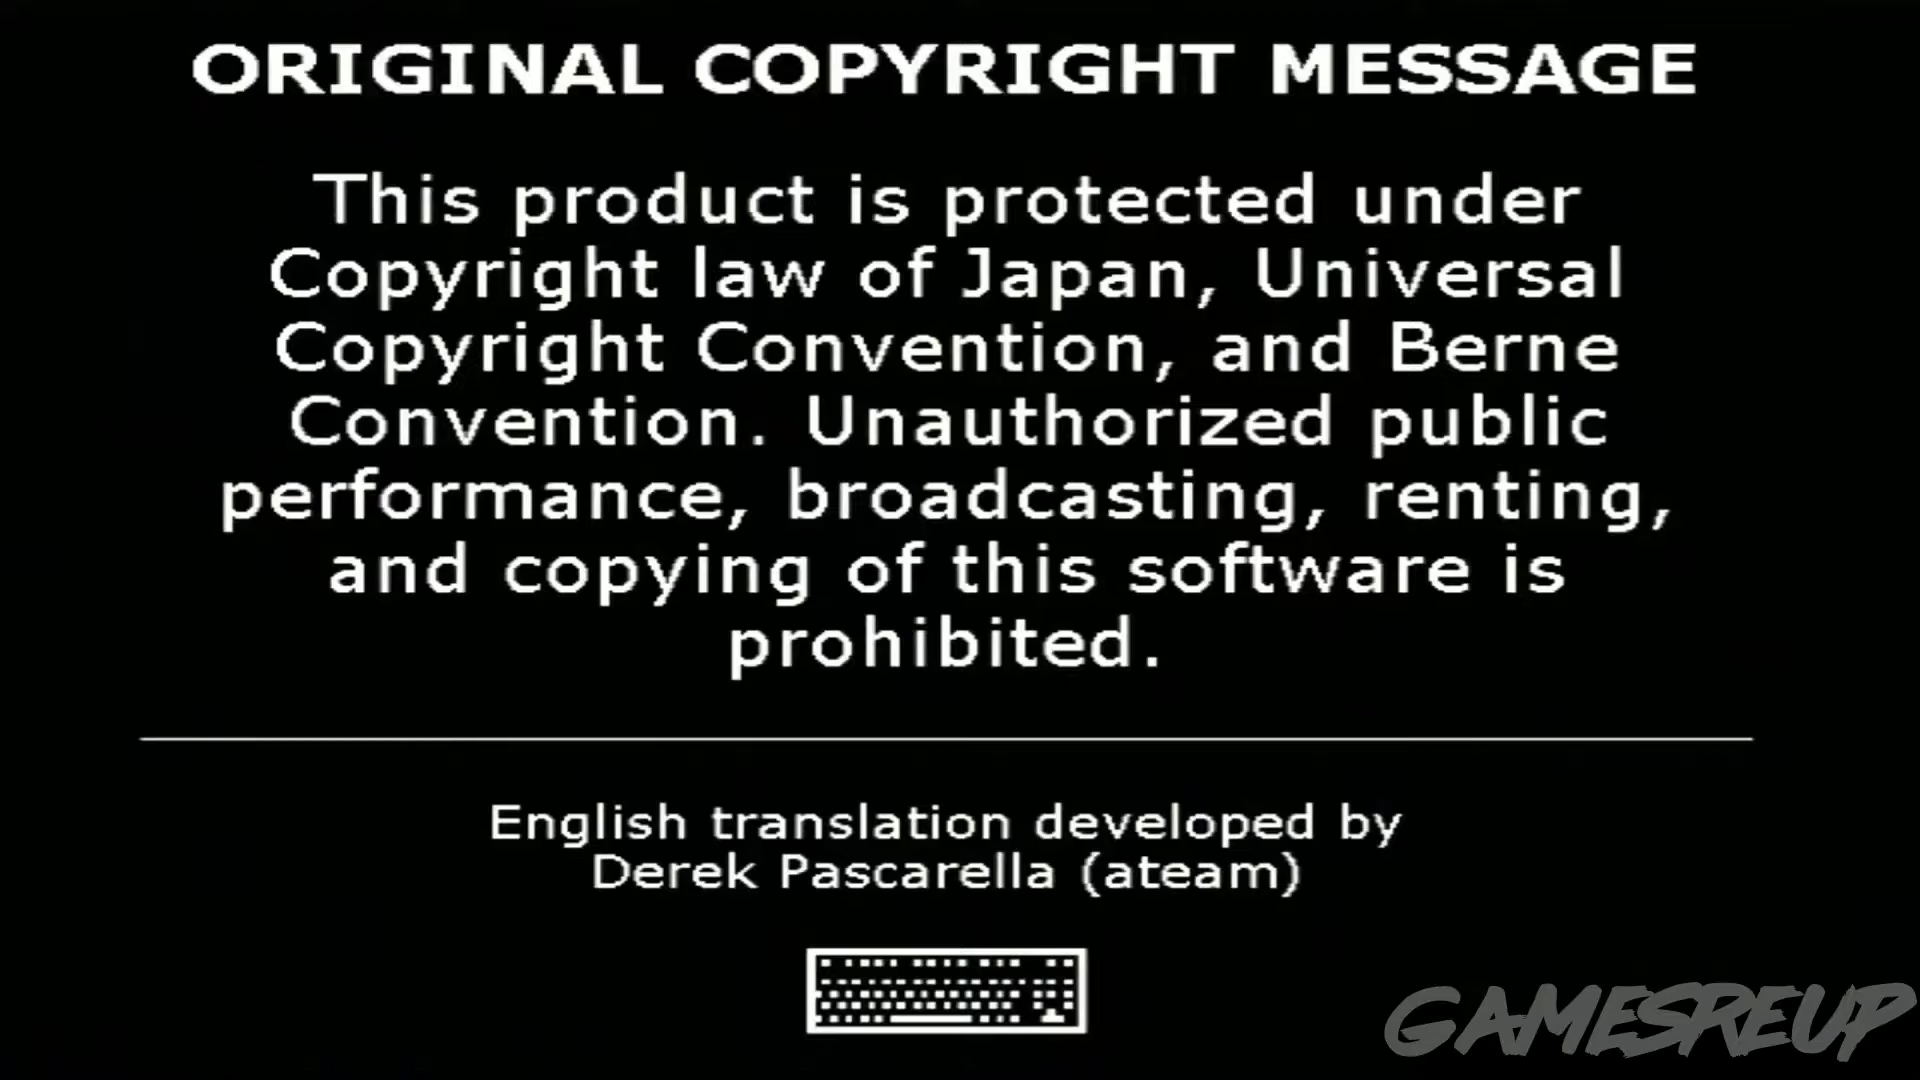 ORIGINAL COPYRIGHT MESSAGE
This product is protected under
Copyright law of Japan, Universal
Copyright Convention, and Berne
Convention. Unauthorized public
performance, broadcasting, renting,
and copying of this software is
prohibited.
English translation developed by
Derek Pascarella (ateam)
GAMESREUP